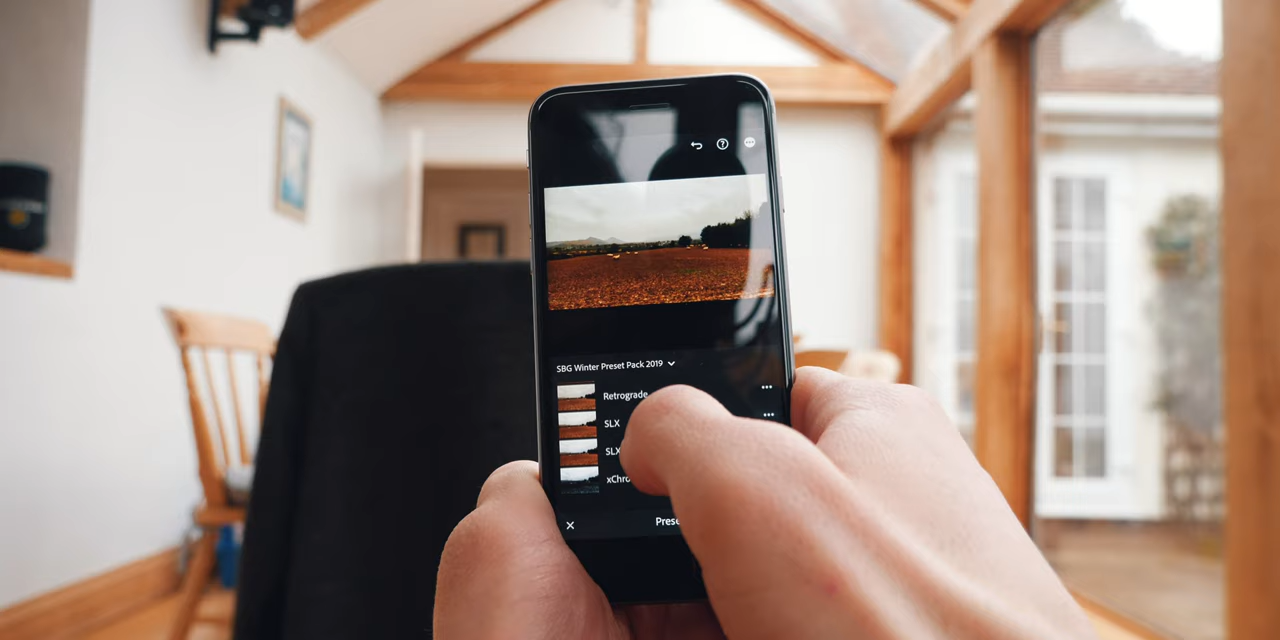 SBG Winter Preset Pack 2019
Retrograde
SLX
SLX
xChro
Prese